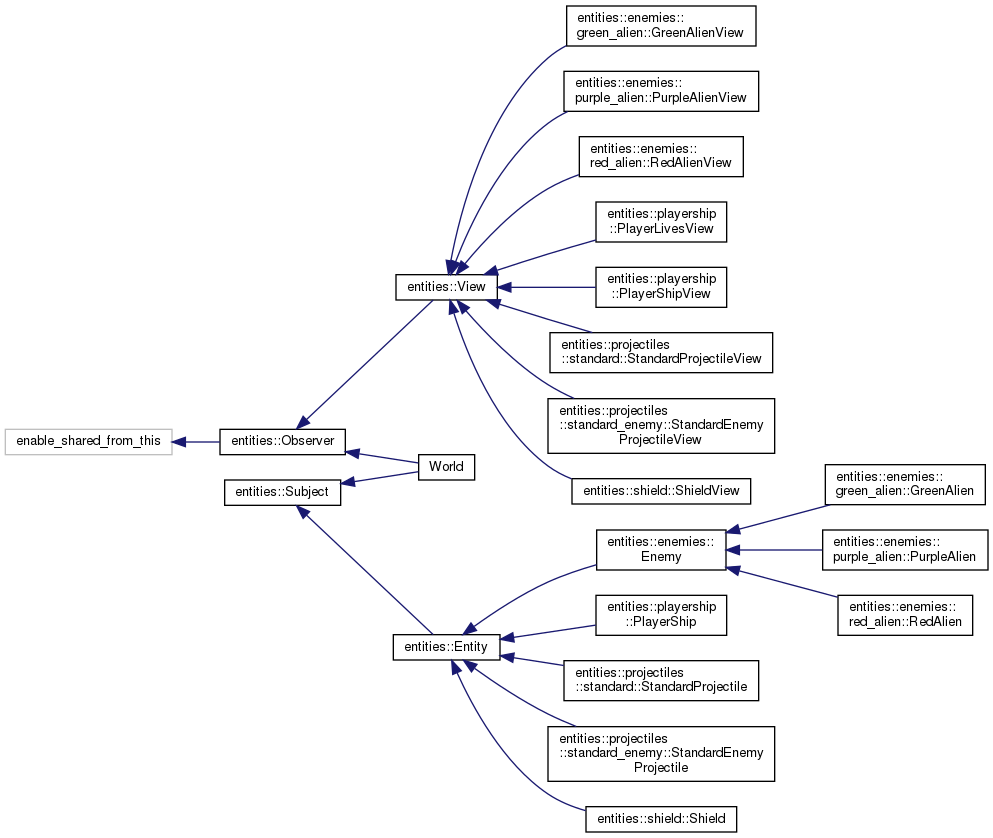 entities::enemies::
green_alien::GreenAlienView
entities::enemies::
purple_alien::PurpleAlienView
entities::enemies::
red_alien::RedAlienView
entities::playership
::PlayerLivesView
entities::View
entities::playership
::PlayerShipView
entities::projectiles
::standard::StandardProjectileView
entities::projectiles
::standard_enemy::StandardEnemy
ProjectileView
enable_shared_from_this
entities::Observer
World
entities::Subject
entities::shield::ShieldView
entities::enemies::
green_alien::GreenAlien
entities::enemies::
Enemy
entities::enemies::
purple_alien::PurpleAlien
entities::enemies::
red_alien::RedAlien
entities::playership
::PlayerShip
entities::Entity
entities::projectiles
::standard::StandardProjectile
entities::projectiles
::standard_enemy::StandardEnemy
Projectile
entities::shield::Shield